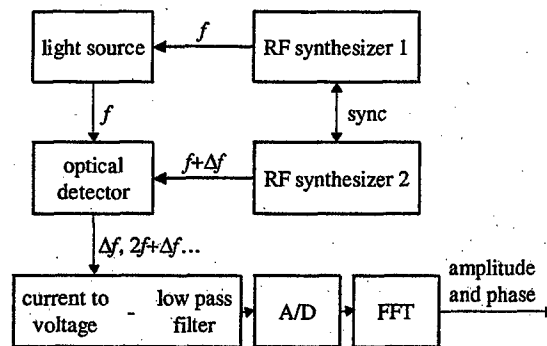 light source
f
RF synthesizer 1
f
sync
optical
detector
f+Δf
RF synthesizer 2
Δf, 2f+Δf...
current to
voltage
-
low pass
filter
A/D
FFT
amplitude
and phase